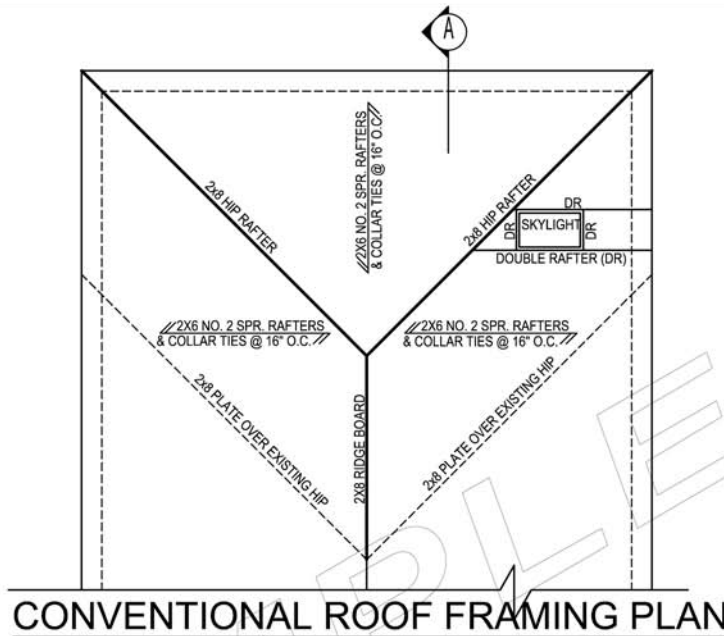 A
2X6 NO. 2 SPR. RAFTERS
& COLLAR TIES @ 16" O.C.
2x8 HIP RAFTER
2x8 HIP RAFTER
DR
DR
SKYLIGHT
DR
DOUBLE RAFTER (DR)
2X6 NO. 2 SPR. RAFTERS
& COLLAR TIES @ 16" O.C.
2X6 NO. 2 SPR. RAFTERS
& COLLAR TIES @ 16" O.C.
2x8 PLATE OVER EXISTING HIP
2X8 RIDGE BOARD
2x8 PLATE OVER EXISTING HIP
PLE
CONVENTIONAL ROOF FRAMING PLAN